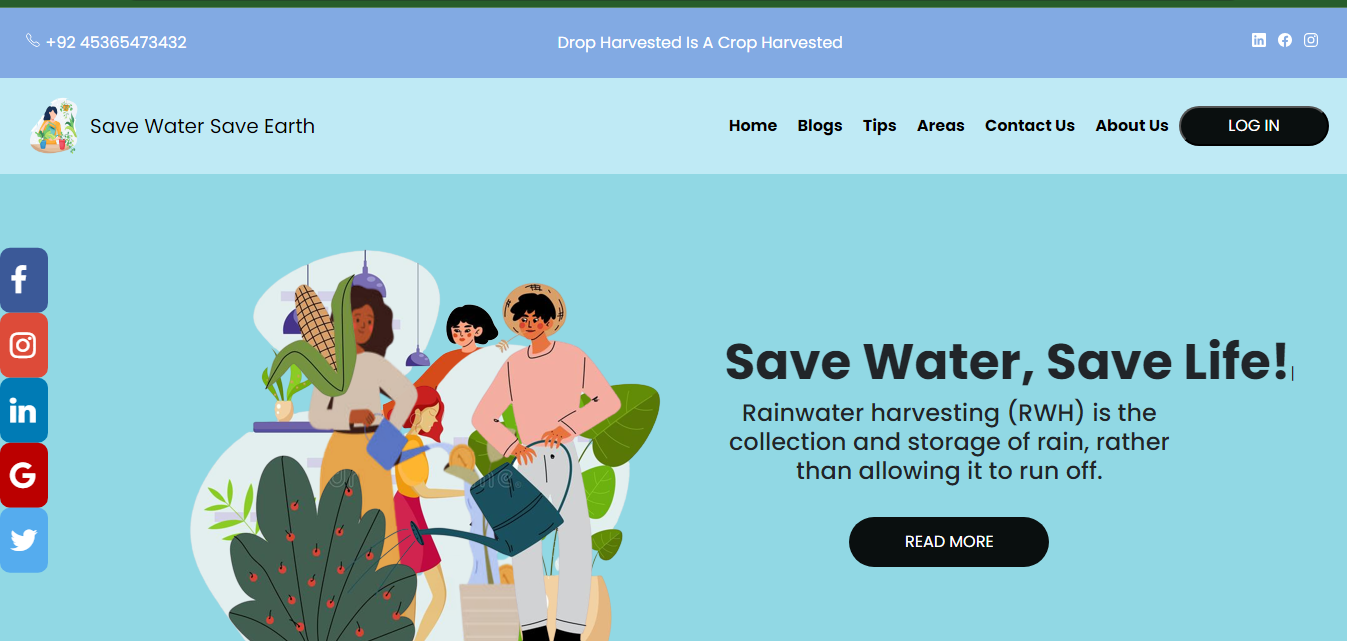 +92 45365473432
Drop Harvested Is A Crop Harvested
Save Water Save Earth
Home Blogs Tips Areas Contact Us About Us LOG IN
Save Water, Save Life!
Rainwater harvesting (RWH) is the
collection and storage of rain, rather
than allowing it to run off.
READ MORE